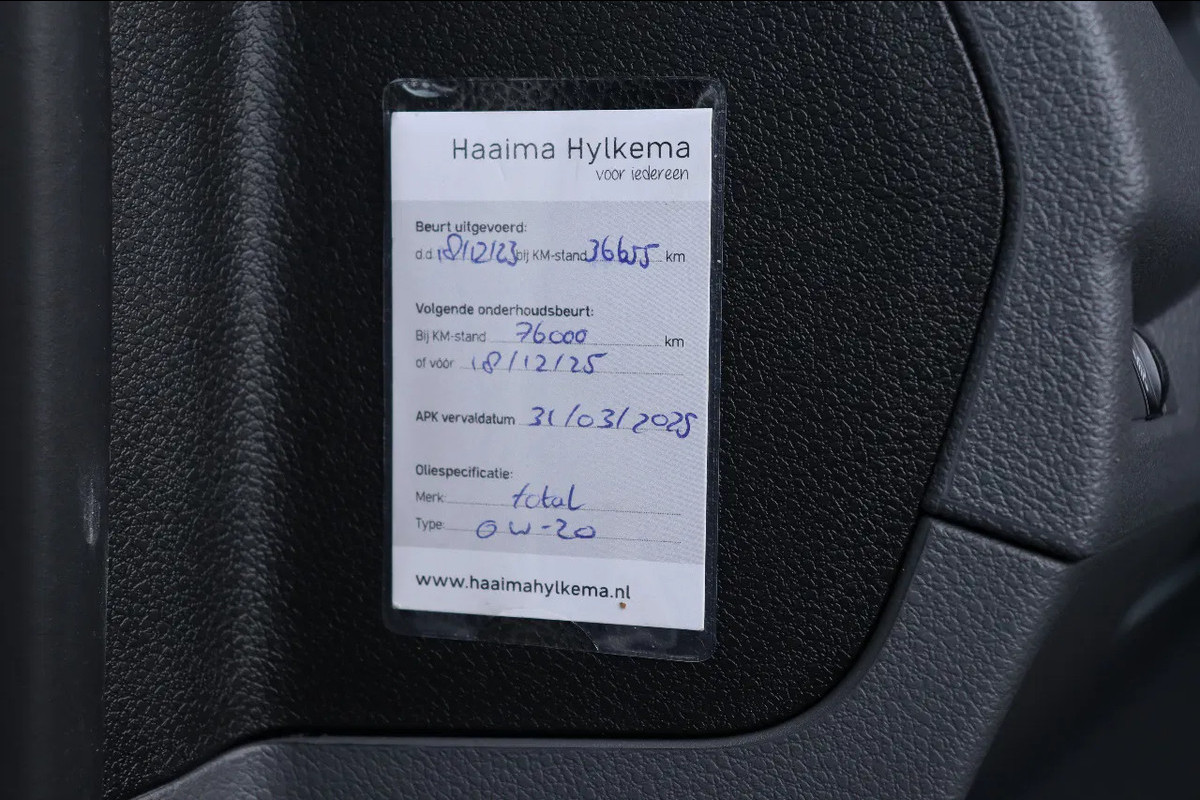 Haaima Hylkema
voor iedereen
Beurt uitgevoerd:
d.d. 18/12/23 bij KM-stand 36655 km
Volgende onderhoudsbeurt:
Bij KM-stand 76000 km
of vóór 18/12/25
APK vervaldatum 31/03/2025
Oliespecificatie:
Merk: total
Type: 0W-20
www.haaimahylkema.nl